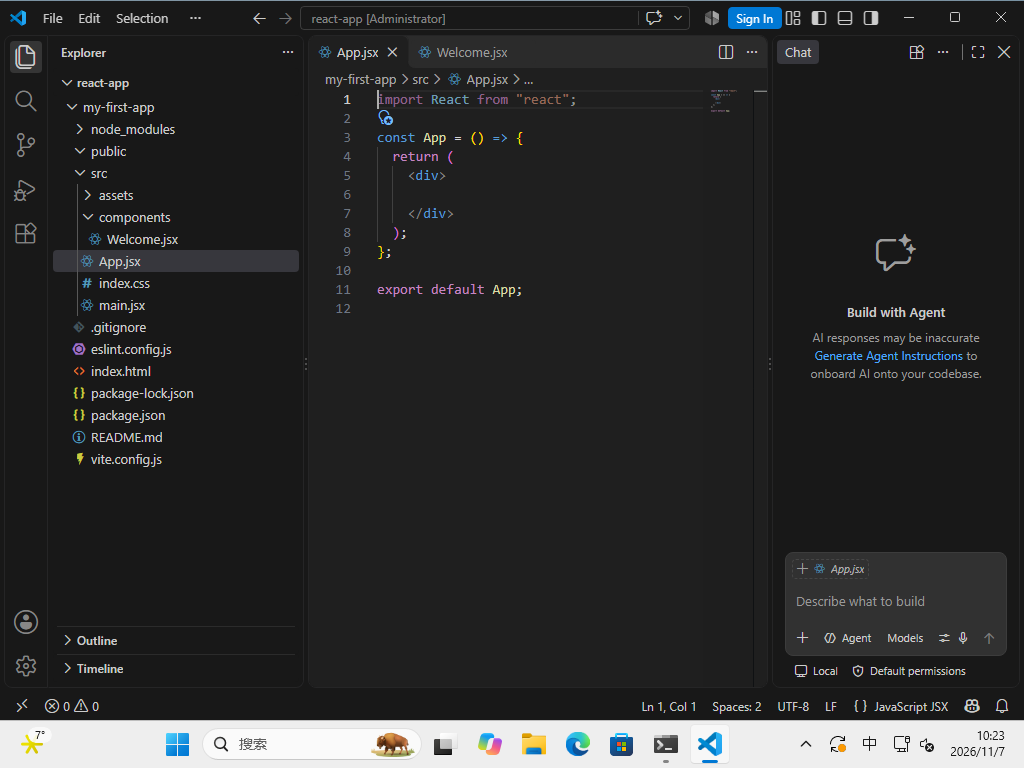 File Edit Selection ···
react-app [Administrator]
Sign In
Explorer
react-app
my-first-app
node_modules
public
src
assets
components
Welcome.jsx
App.jsx
# index.css
main.jsx
.gitignore
eslint.config.js
<> index.html
{} package-lock.json
{} package.json
README.md
vite.config.js
Outline
Timeline
App.jsx
Welcome.jsx
my-first-app > src > App.jsx > ...
1 import React from "react";
2
3 const App = () => {
4 return (
5 <div>
6
7 </div>
8 );
9 };
10
11 export default App;
12
Chat
Build with Agent
AI responses may be inaccurate
Generate Agent Instructions to
onboard AI onto your codebase.
App.jsx
Describe what to build
Agent Models
Local Default permissions
0 0
Ln 1, Col 1 Spaces: 2 UTF-8 LF {} JavaScript JSX
7°
搜索
中
10:23
2026/11/7